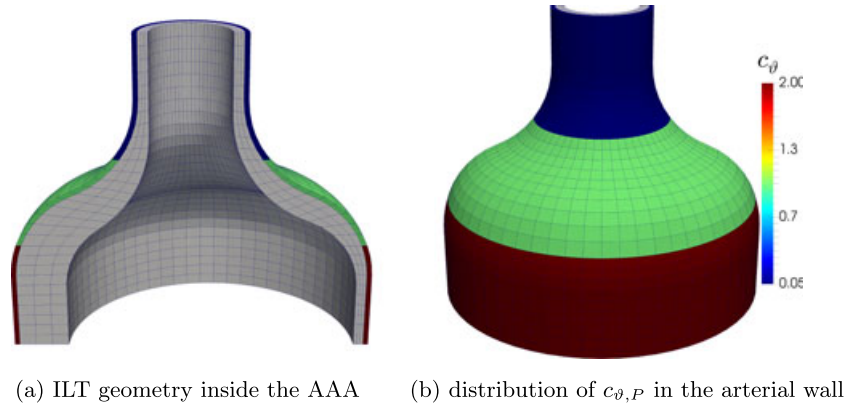 c_ϑ
2.00
1.3
0.7
0.05
(a) ILT geometry inside the AAA
(b) distribution of c_{ϑ,P} in the arterial wall